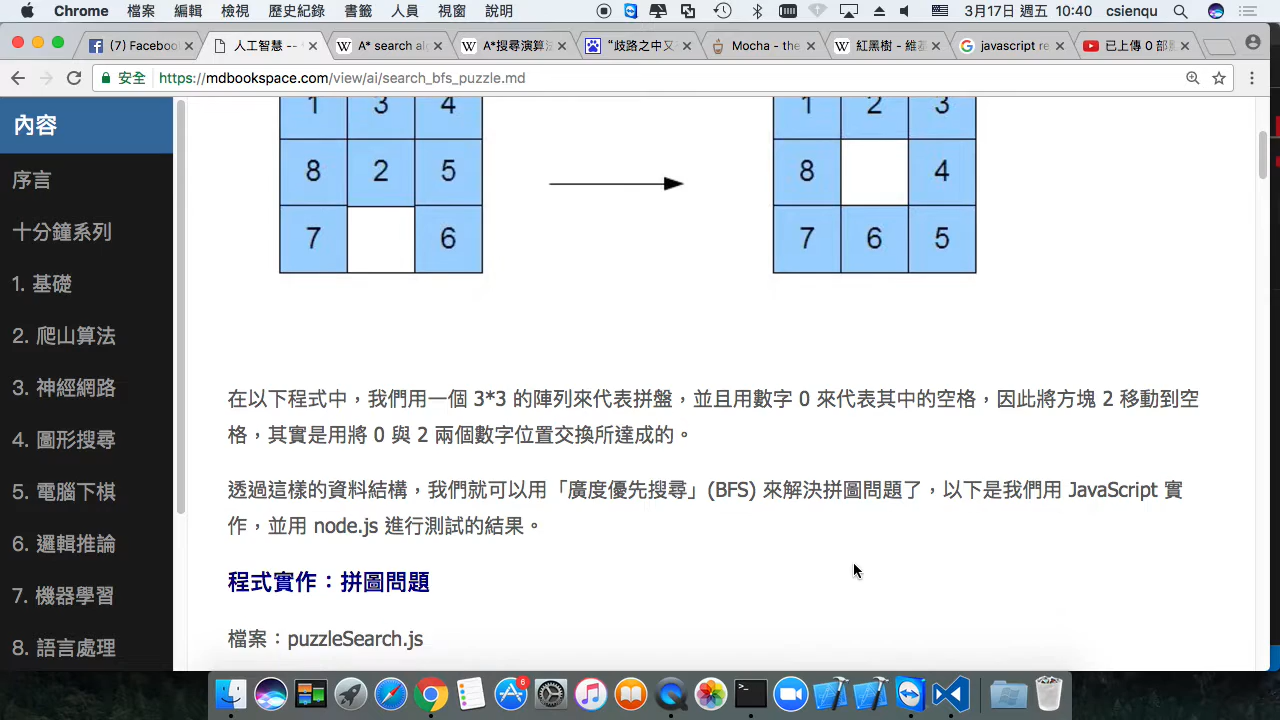 Chrome 檔案 編輯 檢視 歷史紀錄 書籤 人員 視窗 說明 3月17日 週五 10:40 csienqu
(7) Faceboo 人工智慧 -- A* search al A*搜尋演算 “歧路之中又 Mocha - the 紅黑樹 - 維基 javascript re 已上傳 0 部
安全 https://mdbookspace.com/view/ai/search_bfs_puzzle.md
內容
序言
十分鐘系列
1. 基礎
2. 爬山算法
3. 神經網路
4. 圖形搜尋
5. 電腦下棋
6. 邏輯推論
7. 機器學習
8. 語言處理
1 3 4
8 2 5
7 6
1 2 3
8 4
7 6 5
在以下程式中，我們用一個 3*3 的陣列來代表拼盤，並且用數字 0 來代表其中的空格，因此將方塊 2 移動到空
格，其實是用將 0 與 2 兩個數字位置交換所達成的。
透過這樣的資料結構，我們就可以用「廣度優先搜尋」(BFS) 來解決拼圖問題了，以下是我們用 JavaScript 實
作，並用 node.js 進行測試的結果。
程式實作：拼圖問題
檔案：puzzleSearch.js
6